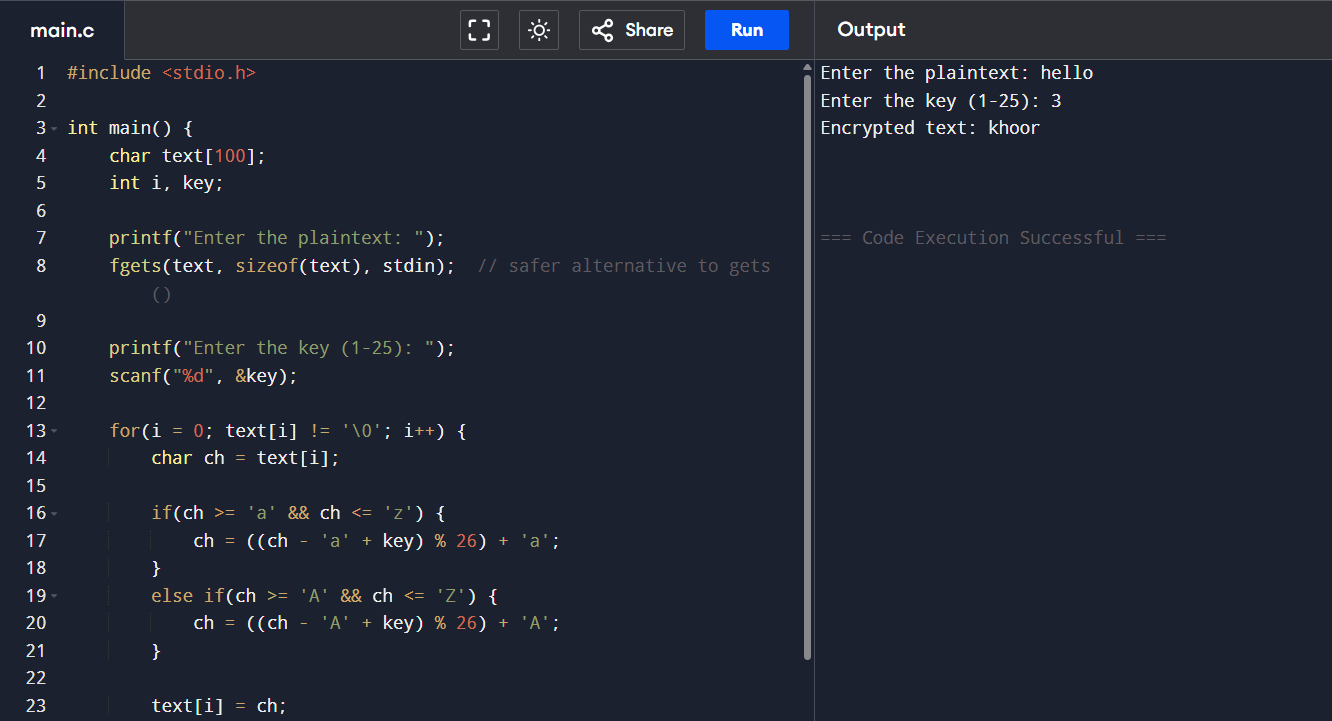 main.c
Share
Run
Output
1 #include <stdio.h>
2
3 int main() {
4     char text[100];
5     int i, key;
6
7     printf("Enter the plaintext: ");
8     fgets(text, sizeof(text), stdin);  // safer alternative to gets
        ()
9
10     printf("Enter the key (1-25): ");
11     scanf("%d", &key);
12
13     for(i = 0; text[i] != '\0'; i++) {
14         char ch = text[i];
15
16         if(ch >= 'a' && ch <= 'z') {
17             ch = ((ch - 'a' + key) % 26) + 'a';
18         }
19         else if(ch >= 'A' && ch <= 'Z') {
20             ch = ((ch - 'A' + key) % 26) + 'A';
21         }
22
23         text[i] = ch;
Enter the plaintext: hello
Enter the key (1-25): 3
Encrypted text: khoor
=== Code Execution Successful ===